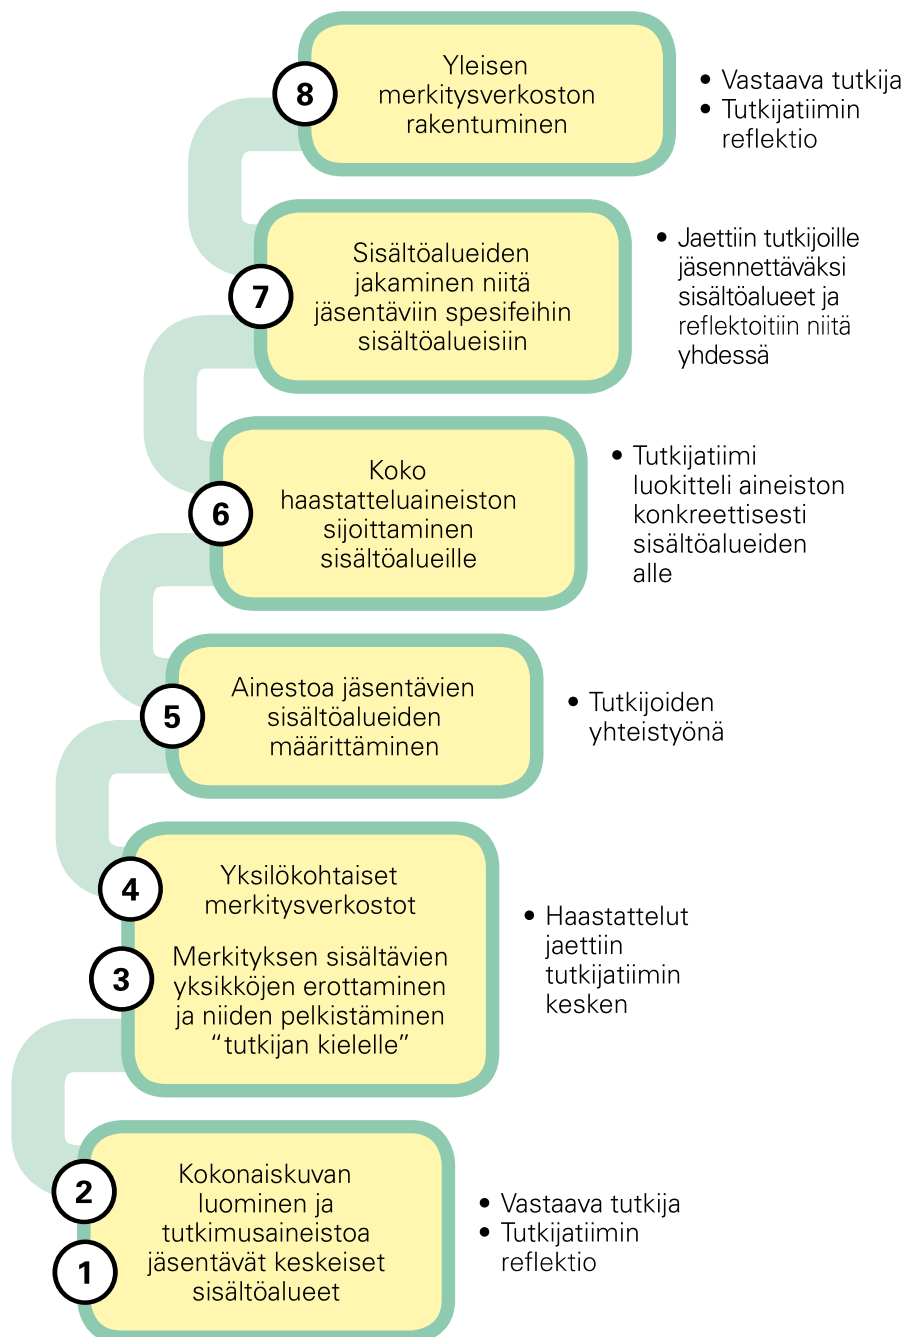 8
Yleisen
merkitysverkoston
rakentuminen
• Vastaava tutkija
• Tutkijatiimin
reflektio
7
Sisältöalueiden
jakaminen niitä
jäsentäviin spesifeihin
sisältöalueisiin
• Jaettiin tutkijoille
jäsennettäväksi
sisältöalueet ja
reflektoitiin niitä
yhdessä
6
Koko
haastatteluaineiston
sijoittaminen
sisältöalueille
• Tutkijatiimi
luokitteli aineiston
konkreettisesti
sisältöalueiden
alle
5
Ainestoa jäsentävien
sisältöalueiden
määrittäminen
• Tutkijoiden
yhteistyönä
4
Yksilökohtaiset
merkitysverkostot
3
Merkityksen sisältävien
yksikköjen erottaminen
ja niiden pelkistäminen
“tutkijan kielelle”
• Haastattelut
jaettiin
tutkijatiimin
kesken
2
1
Kokonaiskuvan
luominen ja
tutkimusaineistoa
jäsentävät keskeiset
sisältöalueet
• Vastaava tutkija
• Tutkijatiimin
reflektio